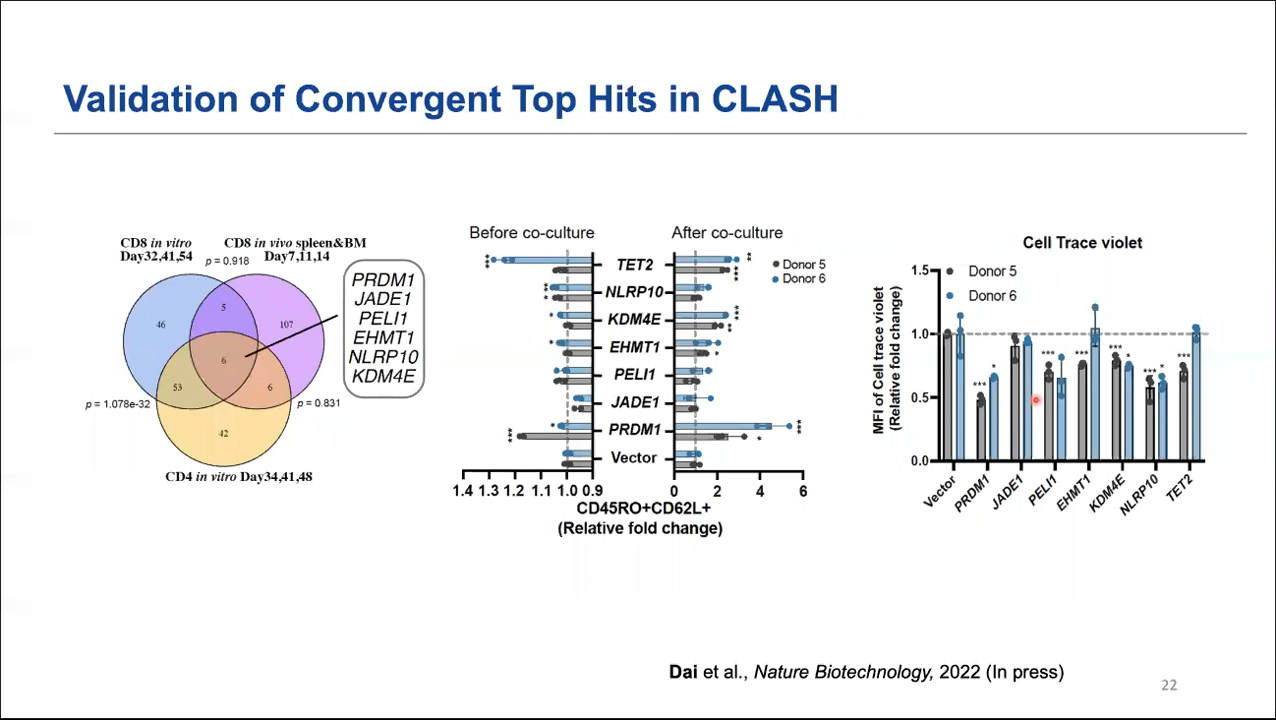 Validation of Convergent Top Hits in CLASH
CD8 in vitro
Day32,41,54
p = 0.918
CD8 in vivo spleen&BM
Day7,11,14
46
5
107
6
53
6
42
p = 1.078e-32
p = 0.831
CD4 in vitro Day34,41,48
PRDM1
JADE1
PELI1
EHMT1
NLRP10
KDM4E
Before co-culture
After co-culture
Donor 5
Donor 6
TET2
NLRP10
KDM4E
EHMT1
PELI1
JADE1
PRDM1
Vector
***
***
**
*
*
*
*
***
**
***
***
**
*
***
*
1.4 1.3 1.2 1.1 1.0 0.9
0 2 4 6
CD45RO+CD62L+
(Relative fold change)
Cell Trace violet
Donor 5
Donor 6
MFI of Cell trace violet
(Relative fold change)
1.5
1.0
0.5
0.0
***
*
***
***
***
*
***
*
***
Vector
PRDM1
JADE1
PELI1
EHMT1
KDM4E
NLRP10
TET2
Dai et al., Nature Biotechnology, 2022 (In press)
22